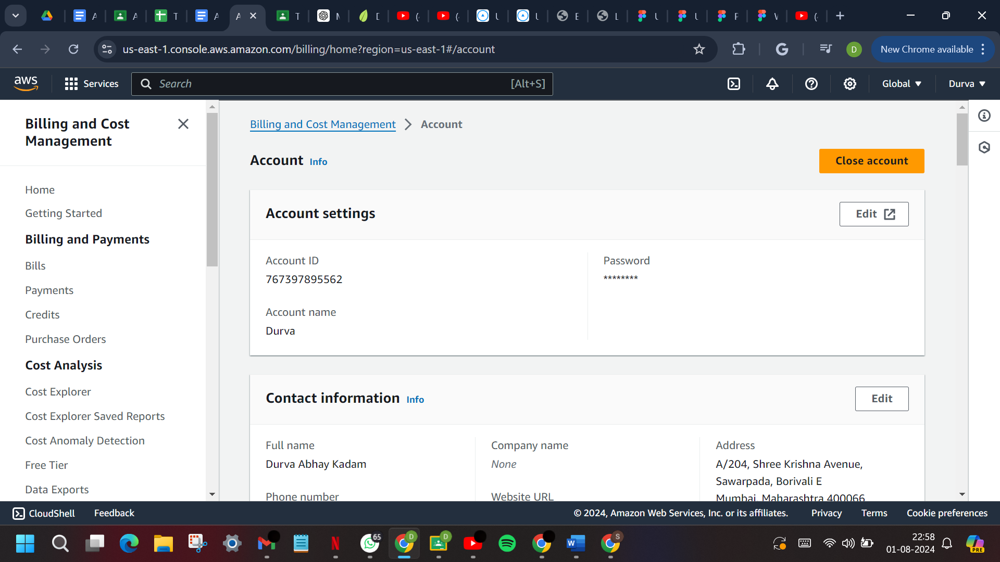 us-east-1.console.aws.amazon.com/billing/home?region=us-east-1#/account
New Chrome available
aws
Services
Search
[Alt+S]
Global
Durva
Billing and Cost Management
Home
Getting Started
Billing and Payments
Bills
Payments
Credits
Purchase Orders
Cost Analysis
Cost Explorer
Cost Explorer Saved Reports
Cost Anomaly Detection
Free Tier
Data Exports
Billing and Cost Management > Account
Account Info
Close account
Account settings
Edit
Account ID
767397895562
Password
********
Account name
Durva
Contact information Info
Edit
Full name
Durva Abhay Kadam
Company name
None
Address
A/204, Shree Krishna Avenue,
Sawarpada, Borivali E
Mumbai, Maharashtra 400066
Phone number
Website URL
CloudShell
Feedback
© 2024, Amazon Web Services, Inc. or its affiliates.
Privacy
Terms
Cookie preferences
65
22:58
01-08-2024
PRE